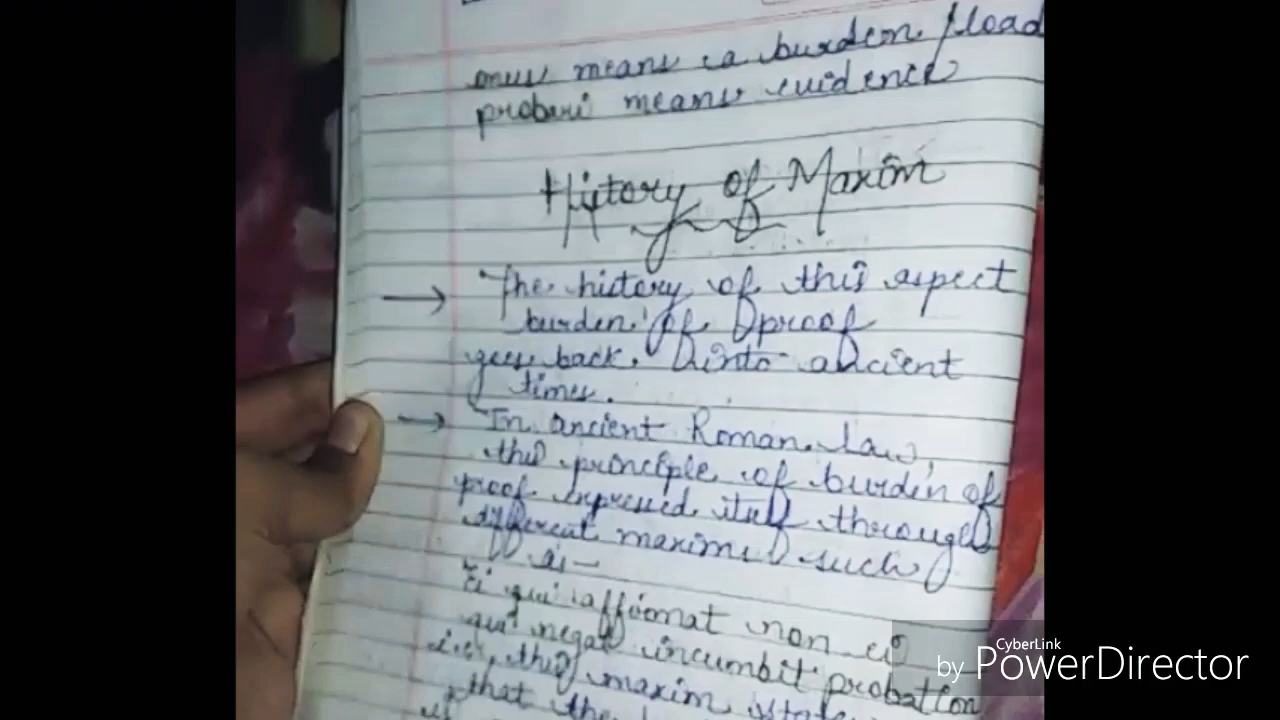 onus means a burden/load
probari means evidence
History of Maxim
→ The history of this aspect
burden of proof
goes back into ancient
times.
→ In ancient Roman law,
this principle of burden of
proof expressed itself through
different maxims such
as—
Ei qui affirmat non ei
qui negat incumbit probation
i.e, this maxim state
that the
CyberLink
by PowerDirector